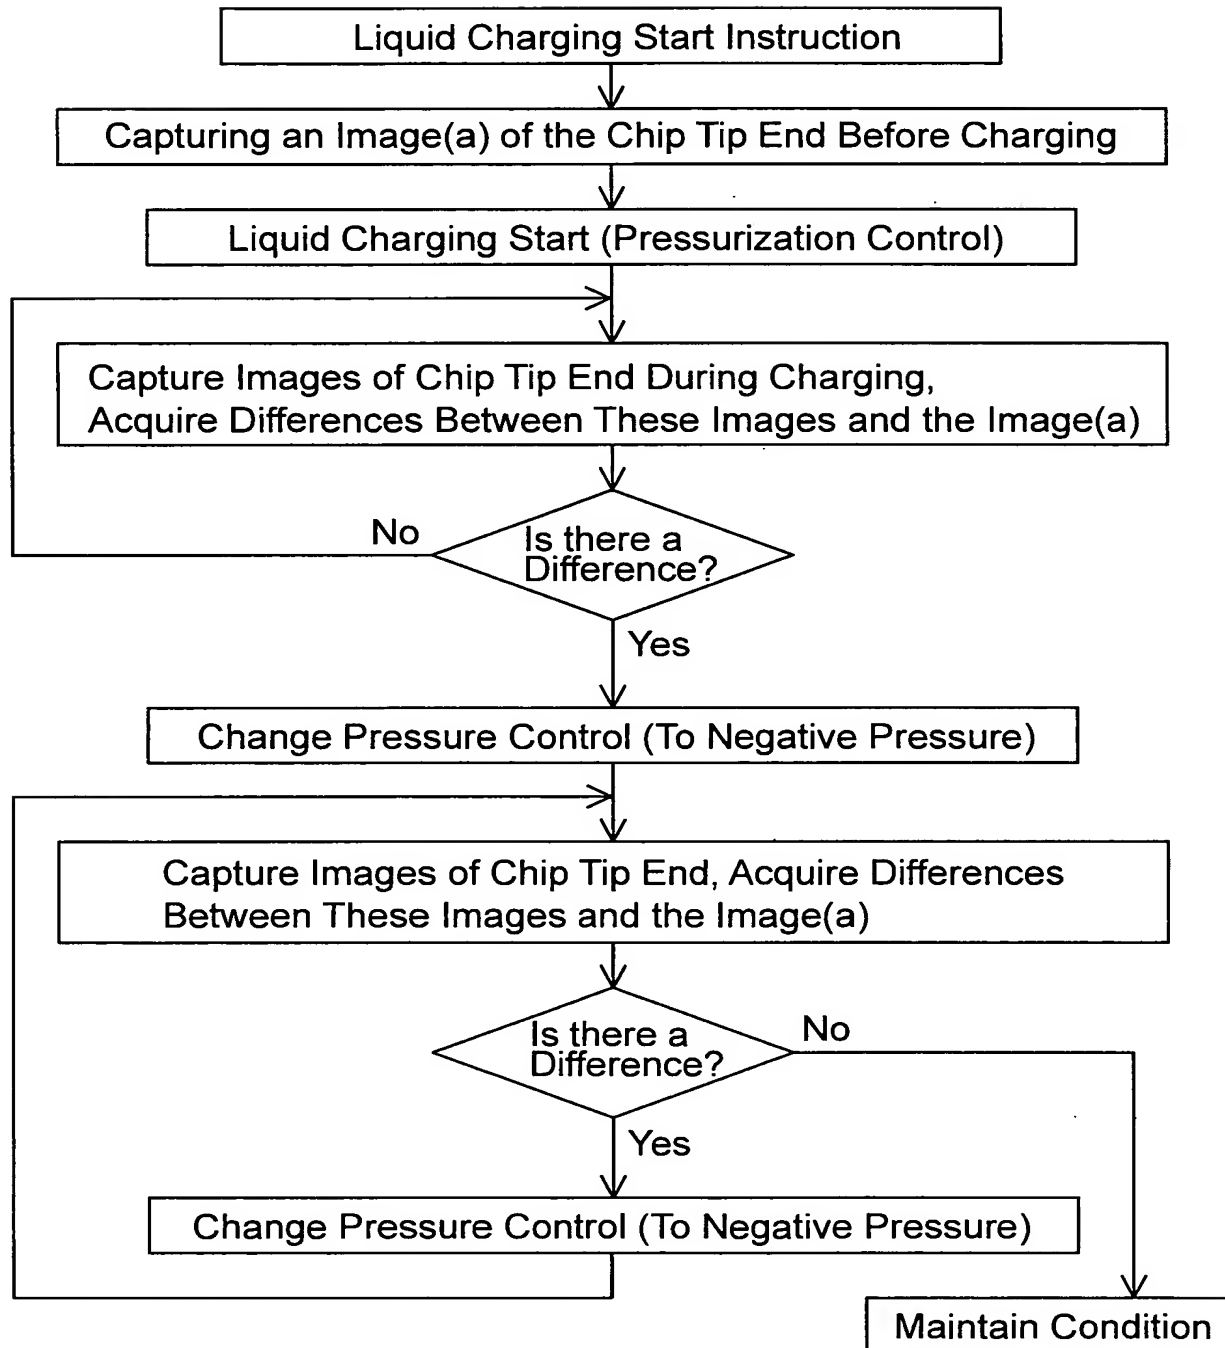 Liquid Charging Start Instruction
Capturing an Image(a) of the Chip Tip End Before Charging
Liquid Charging Start (Pressurization Control)
Capture Images of Chip Tip End During Charging,
Acquire Differences Between These Images and the Image(a)
No
Is there a
Difference?
Yes
Change Pressure Control (To Negative Pressure)
Capture Images of Chip Tip End, Acquire Differences
Between These Images and the Image(a)
Is there a
Difference?
No
Yes
Change Pressure Control (To Negative Pressure)
Maintain Condition